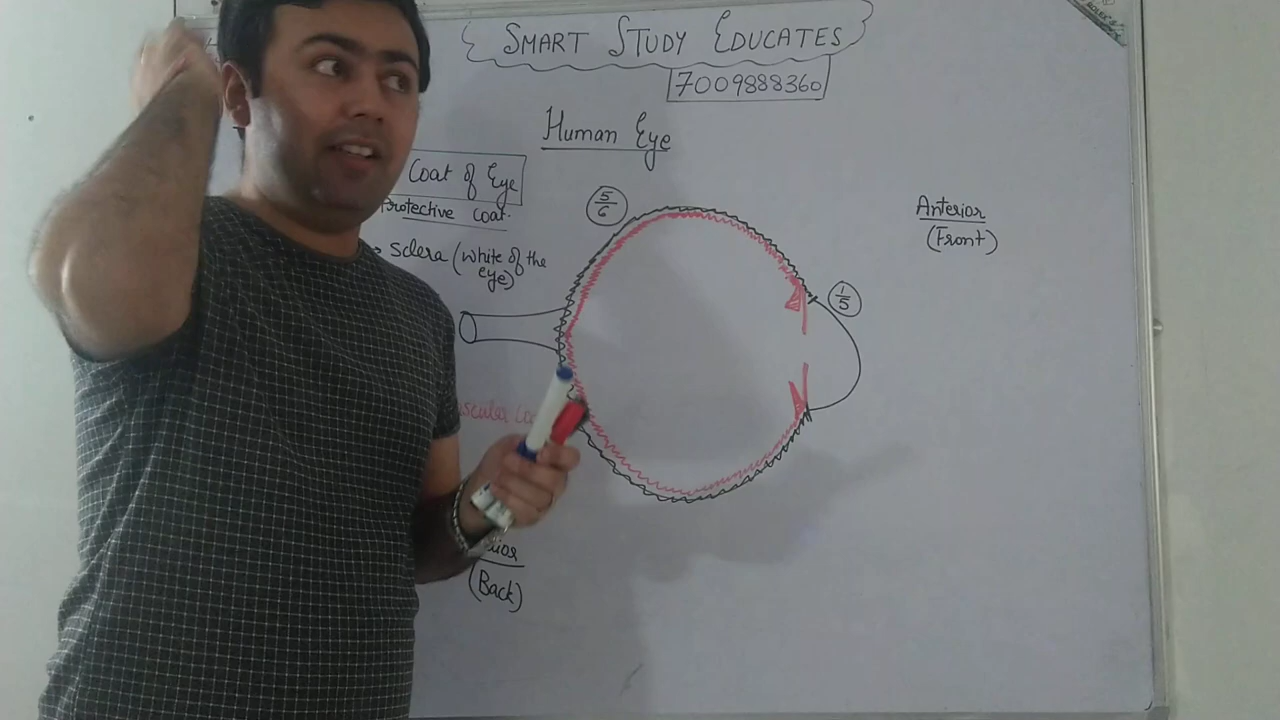 SMART STUDY EDUCATES
7009888360
Human Eye
Coat of Eye
Protective coat.
Sclera (white of the
eye)
5/6
Anterior
(Front)
1/5
(Back)